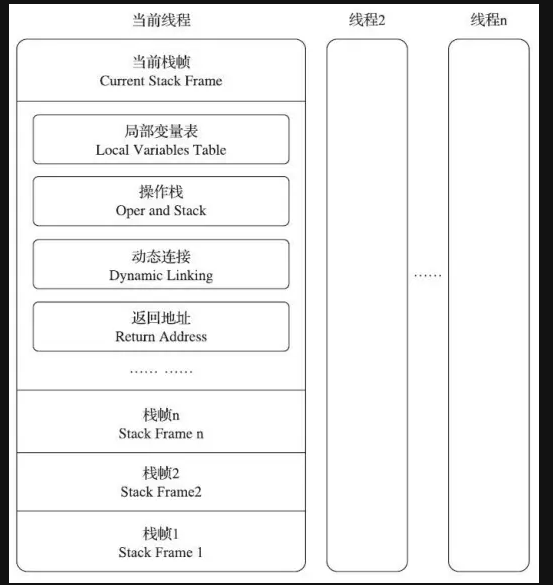 当前线程
线程2
线程n
当前栈帧
Current Stack Frame
局部变量表
Local Variables Table
操作栈
Oper and Stack
动态连接
Dynamic Linking
返回地址
Return Address
…… ……
……
栈帧n
Stack Frame n
栈帧2
Stack Frame2
栈帧1
Stack Frame 1